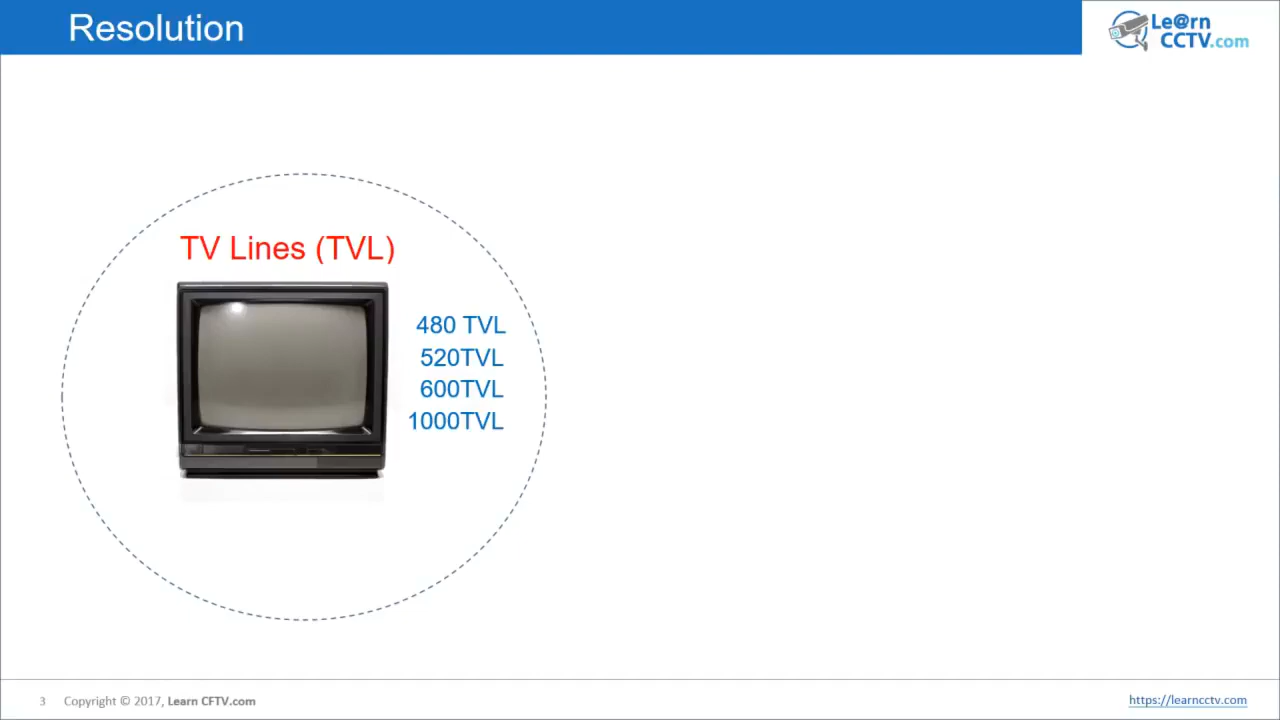 Resolution
Le@rn
CCTV.com
TV Lines (TVL)
480 TVL
520TVL
600TVL
1000TVL
3 Copyright © 2017, Learn CFTV.com
https://learncctv.com